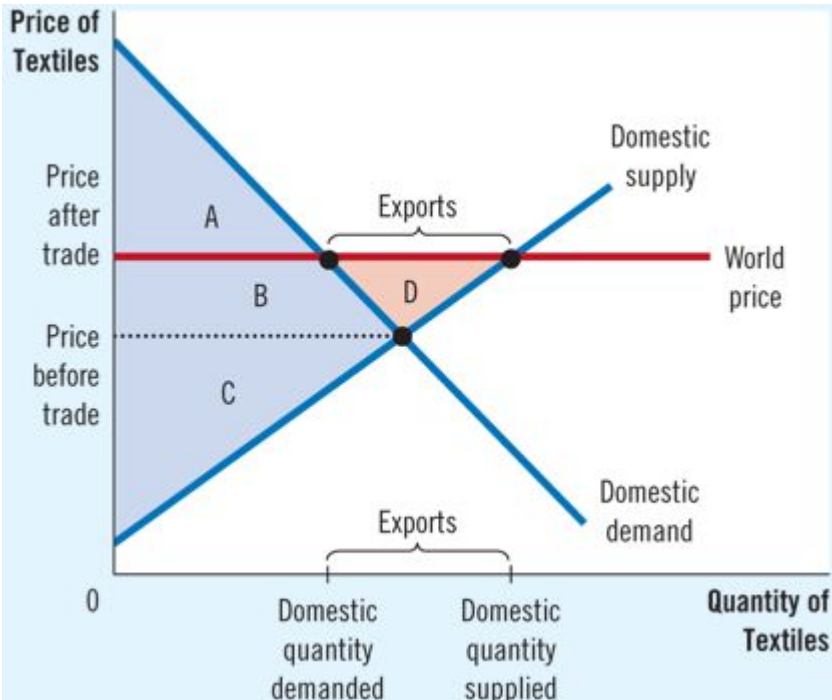 Price of
Textiles
Domestic
supply
Price
after
trade
A
Exports
World
price
B
D
Price
before
trade
C
Domestic
demand
Exports
0
Domestic
quantity
demanded
Domestic
quantity
supplied
Quantity of
Textiles